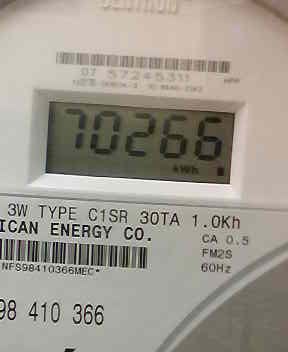 CENTRON
07 57245311
70266
kWh
3W TYPE C1SR 30TA 1.0Kh
ICAN ENERGY CO.
CA 0.5
FM2S
60Hz
NFS98410366MEC*
98 410 366